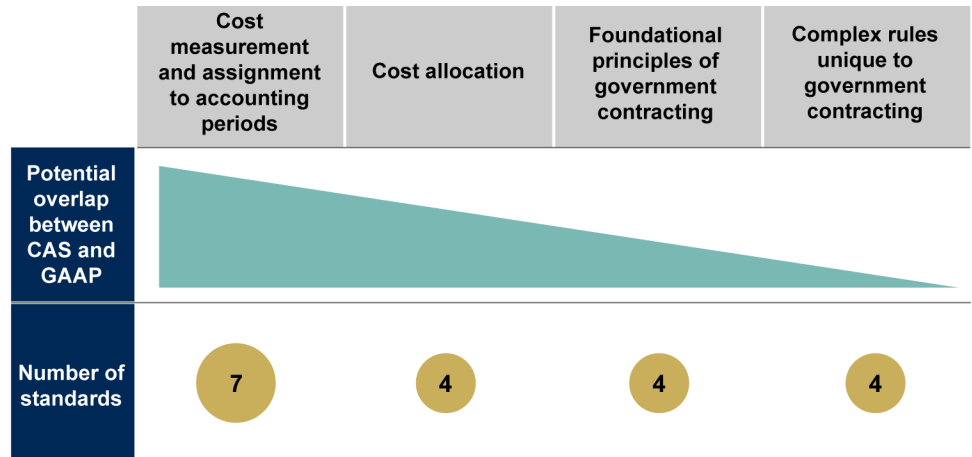 Cost
measurement
and assignment
to accounting
periods
Cost allocation
Foundational
principles of
government
contracting
Complex rules
unique to
government
contracting
Potential
overlap
between
CAS and
GAAP
Number of
standards
7
4
4
4